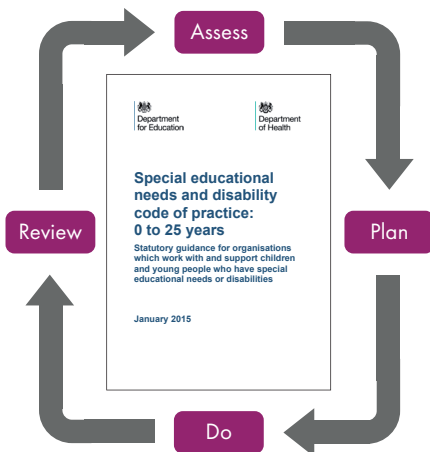 Assess
Department
for Education
Department
of Health
Special educational
needs and disability
code of practice:
0 to 25 years
Statutory guidance for organisations
which work with and support children
and young people who have special
educational needs or disabilities
January 2015
Review
Plan
Do